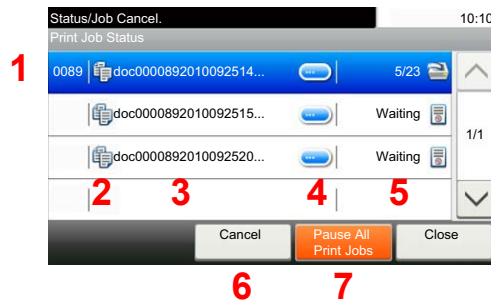 Status/Job Cancel. 10:10
Print Job Status
1 0089 doc0000892010092514... ... 5/23
doc0000892010092515... ... Waiting
1/1
doc0000892010092520... ... Waiting
2 3 4 5
Cancel Pause All Print Jobs Close
6 7